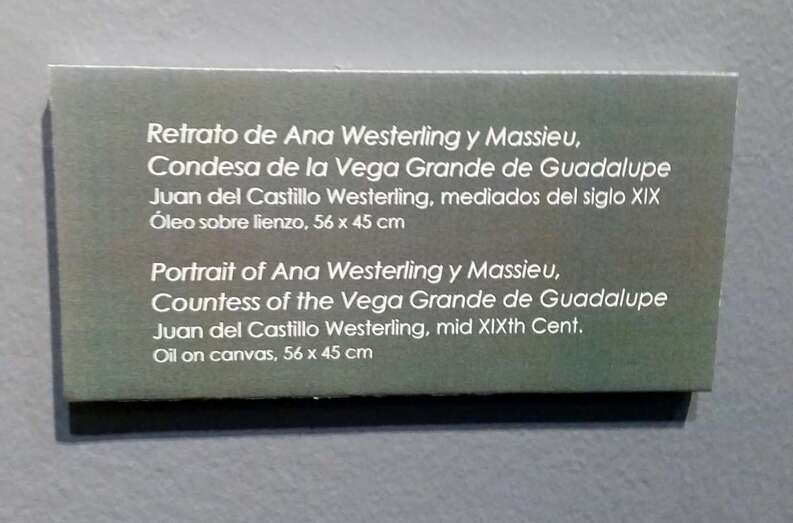 Retrato de Ana Westerling y Massieu,
Condesa de la Vega Grande de Guadalupe
Juan del Castillo Westerling, mediados del siglo XIX
Óleo sobre lienzo, 56 x 45 cm
Portrait of Ana Westerling y Massieu,
Countess of the Vega Grande de Guadalupe
Juan del Castillo Westerling, mid XIXth Cent.
Oil on canvas, 56 x 45 cm